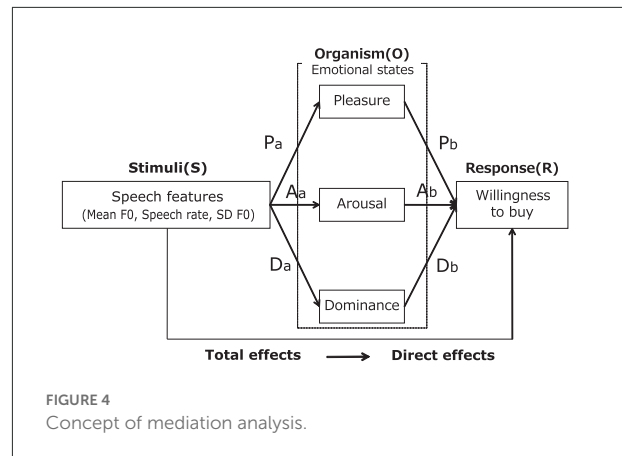 Organism(O)
Emotional states
Pleasure
Pa
Pb
Stimuli(S)
Response(R)
Speech features
(Mean F0, Speech rate, SD F0)
Aa
Arousal
Ab
Willingness
to buy
Da
Db
Dominance
Total effects
Direct effects
FIGURE 4
Concept of mediation analysis.